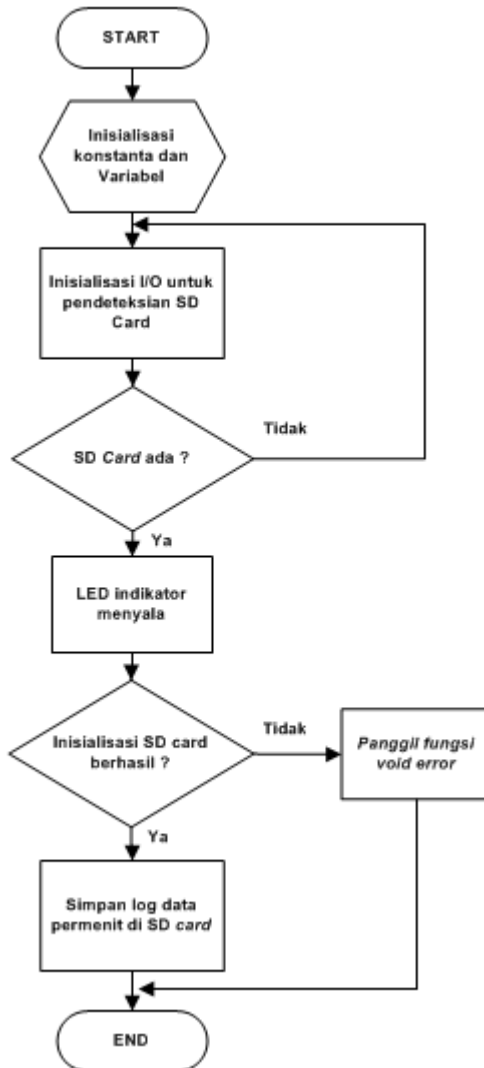 START
Inisialisasi
konstanta dan
Variabel
Inisialisasi I/O untuk
pendeteksian SD
Card
Tidak
SD Card ada ?
Ya
LED indikator
menyala
Tidak
Inisialisasi SD card
berhasil ?
Panggil fungsi
void error
Ya
Simpan log data
permenit di SD card
END